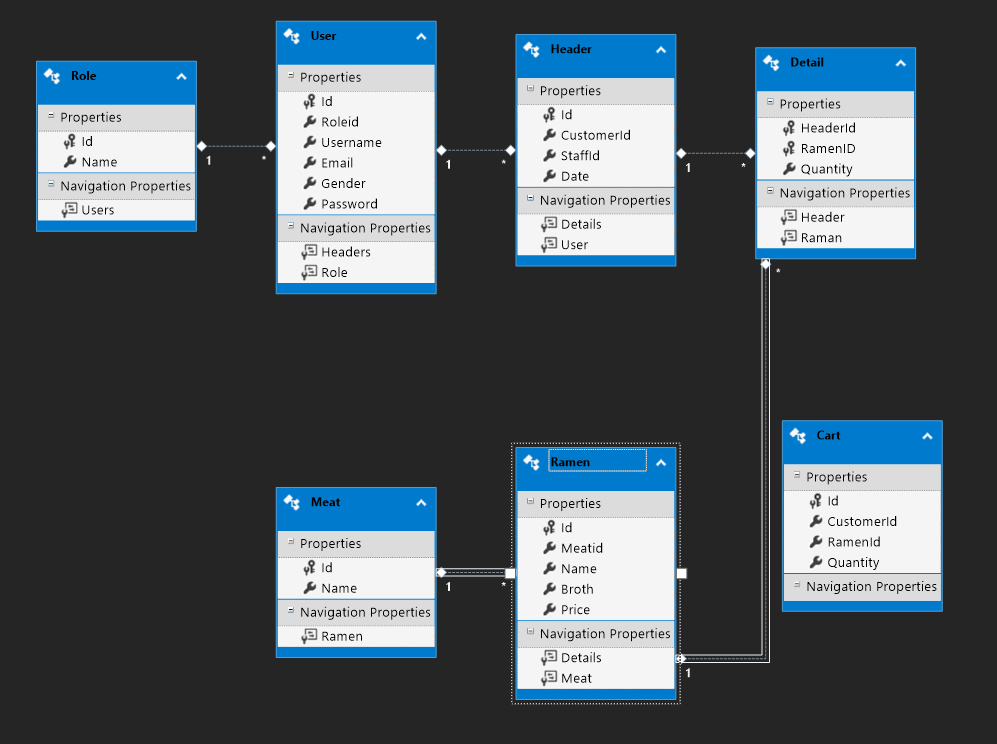 Role
Properties
Id
Name
Navigation Properties
Users
1
*
User
Properties
Id
Roleid
Username
Email
Gender
Password
Navigation Properties
Headers
Role
1
*
Header
Properties
Id
CustomerId
StaffId
Date
Navigation Properties
Details
User
1
*
Detail
Properties
HeaderId
RamenID
Quantity
Navigation Properties
Header
Raman
*
Meat
Properties
Id
Name
Navigation Properties
Ramen
1
*
Ramen
Properties
Id
Meatid
Name
Broth
Price
Navigation Properties
Details
Meat
1
Cart
Properties
Id
CustomerId
RamenId
Quantity
Navigation Properties